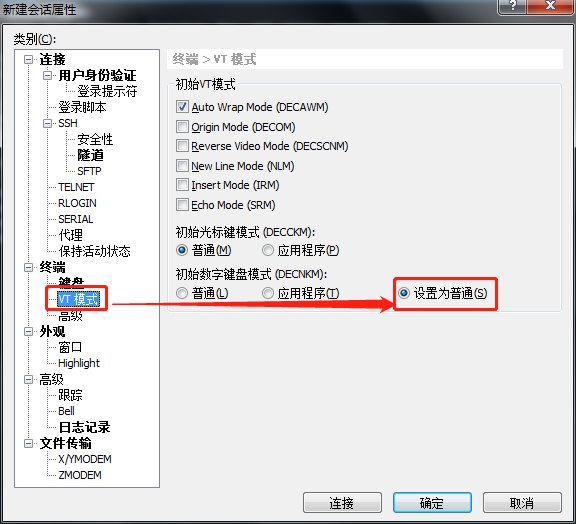 新建会话属性
类别(C):
连接
用户身份验证
登录提示符
登录脚本
SSH
安全性
隧道
SFTP
TELNET
RLOGIN
SERIAL
代理
保持活动状态
终端
键盘
VT 模式
高级
外观
窗口
Highlight
高级
跟踪
Bell
日志记录
文件传输
X/YMODEM
ZMODEM
终端 > VT 模式
初始VT模式
Auto Wrap Mode (DECAWM)
Origin Mode (DECOM)
Reverse Video Mode (DECSCNM)
New Line Mode (NLM)
Insert Mode (IRM)
Echo Mode (SRM)
初始光标键模式 (DECCKM):
普通(M) 应用程序(P)
初始数字键盘模式 (DECNKM):
普通(L) 应用程序(T) 设置为普通(S)
连接 确定 取消